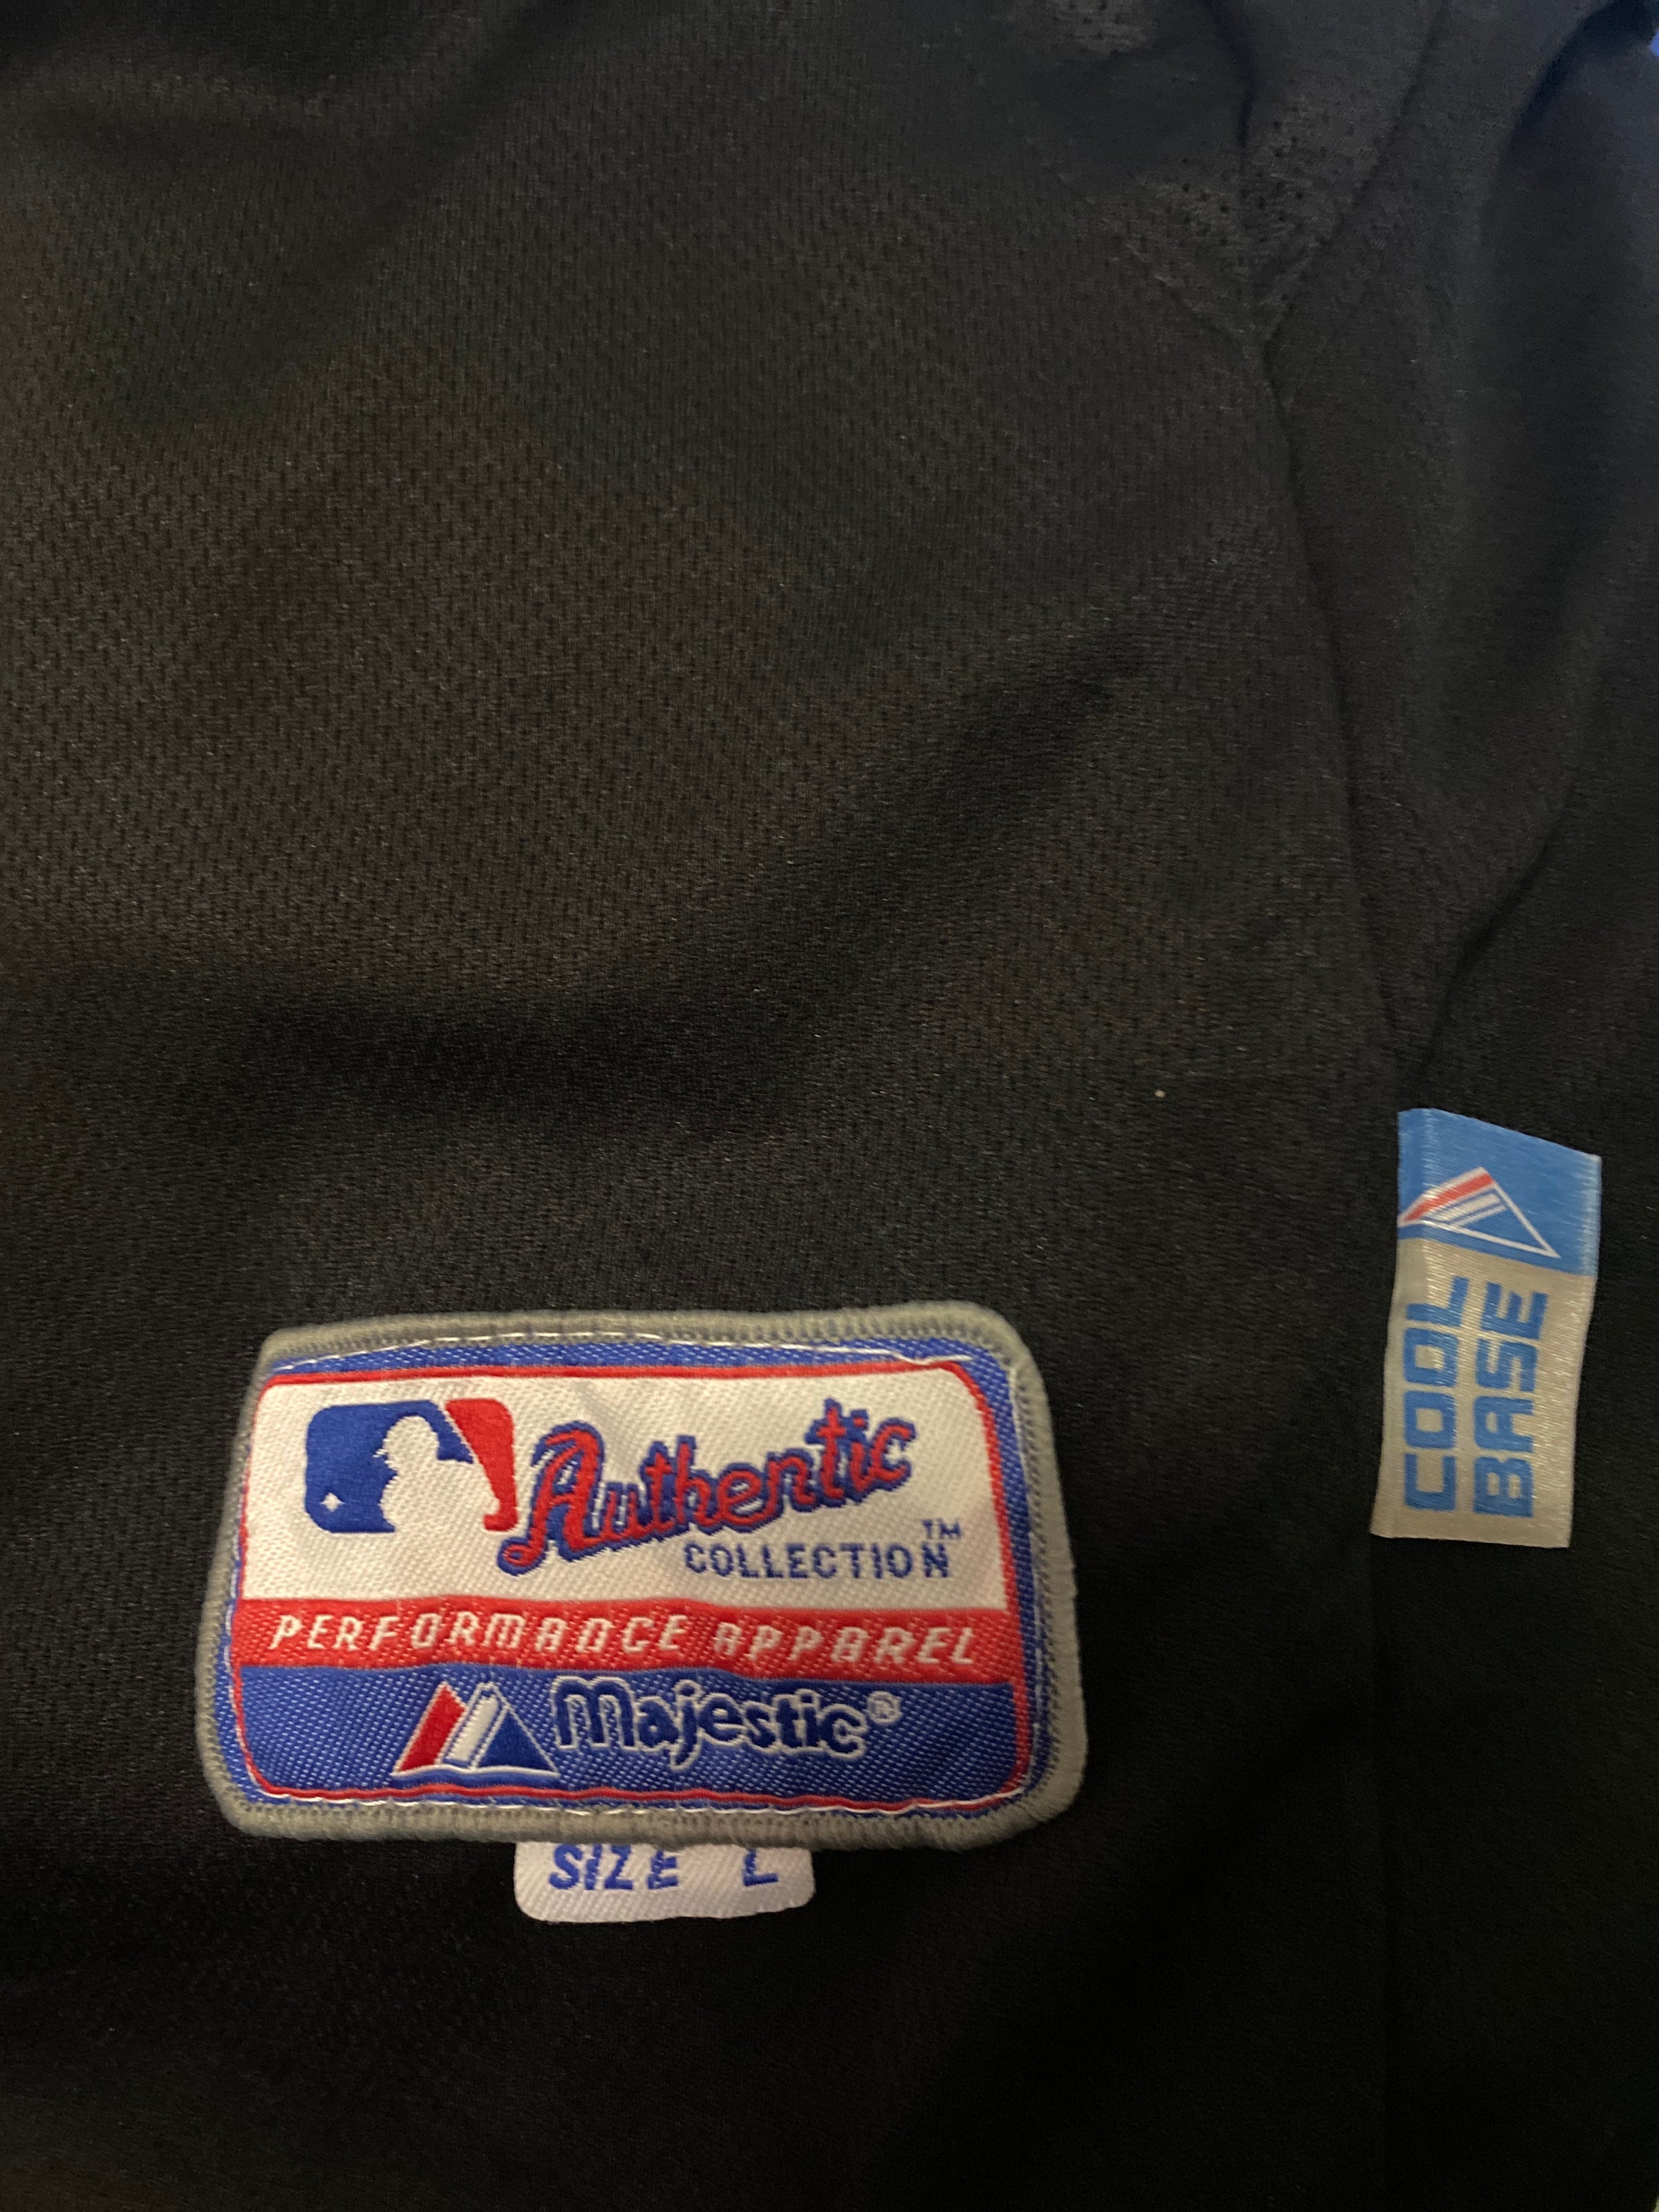 Authentic
COLLECTION™
PERFORMANCE APPAREL
Majestic®
SIZE L
COOL
BASE